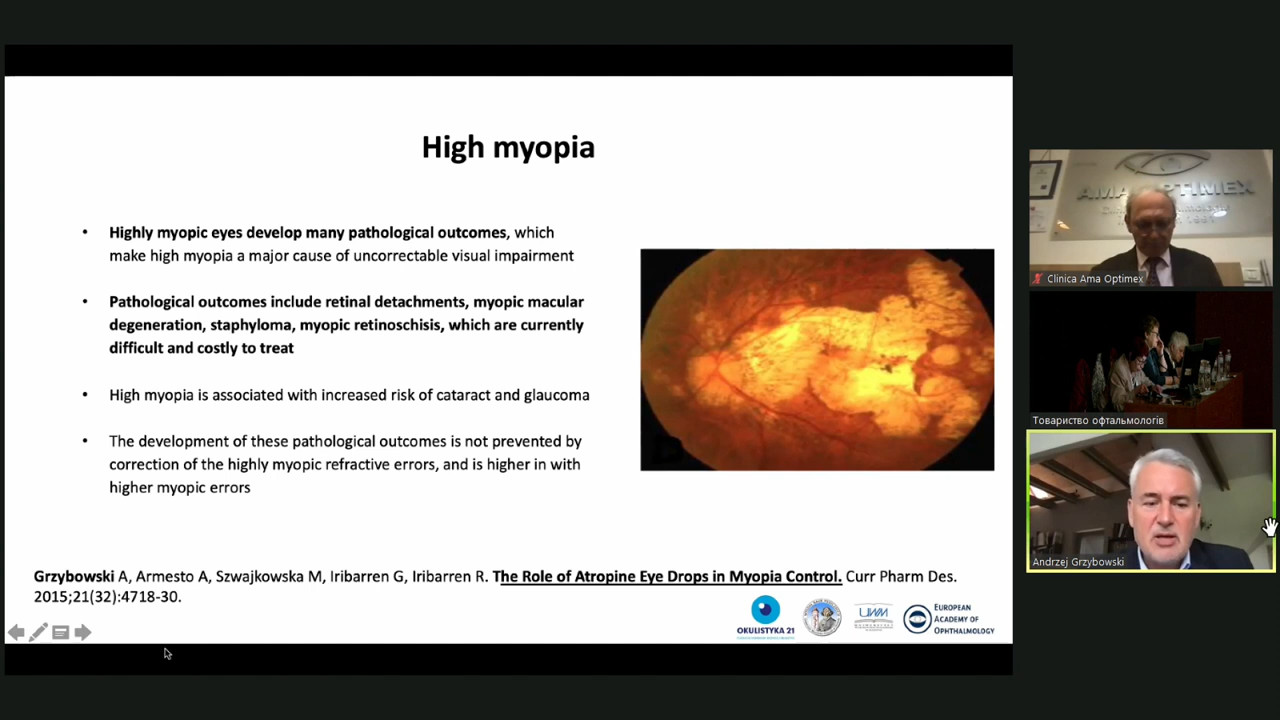 High myopia
• Highly myopic eyes develop many pathological outcomes, which
make high myopia a major cause of uncorrectable visual impairment
• Pathological outcomes include retinal detachments, myopic macular
degeneration, staphyloma, myopic retinoschisis, which are currently
difficult and costly to treat
• High myopia is associated with increased risk of cataract and glaucoma
• The development of these pathological outcomes is not prevented by
correction of the highly myopic refractive errors, and is higher in with
higher myopic errors
Grzybowski A, Armesto A, Szwajkowska M, Iribarren G, Iribarren R. The Role of Atropine Eye Drops in Myopia Control. Curr Pharm Des.
2015;21(32):4718-30.
OKULISTYKA 21
UWM
EUROPEAN
ACADEMY OF
OPHTHALMOLOGY
AMA OPTIMEX
Clinica Ama Optimex
Товариство офтальмологів
Andrzej Grzybowski